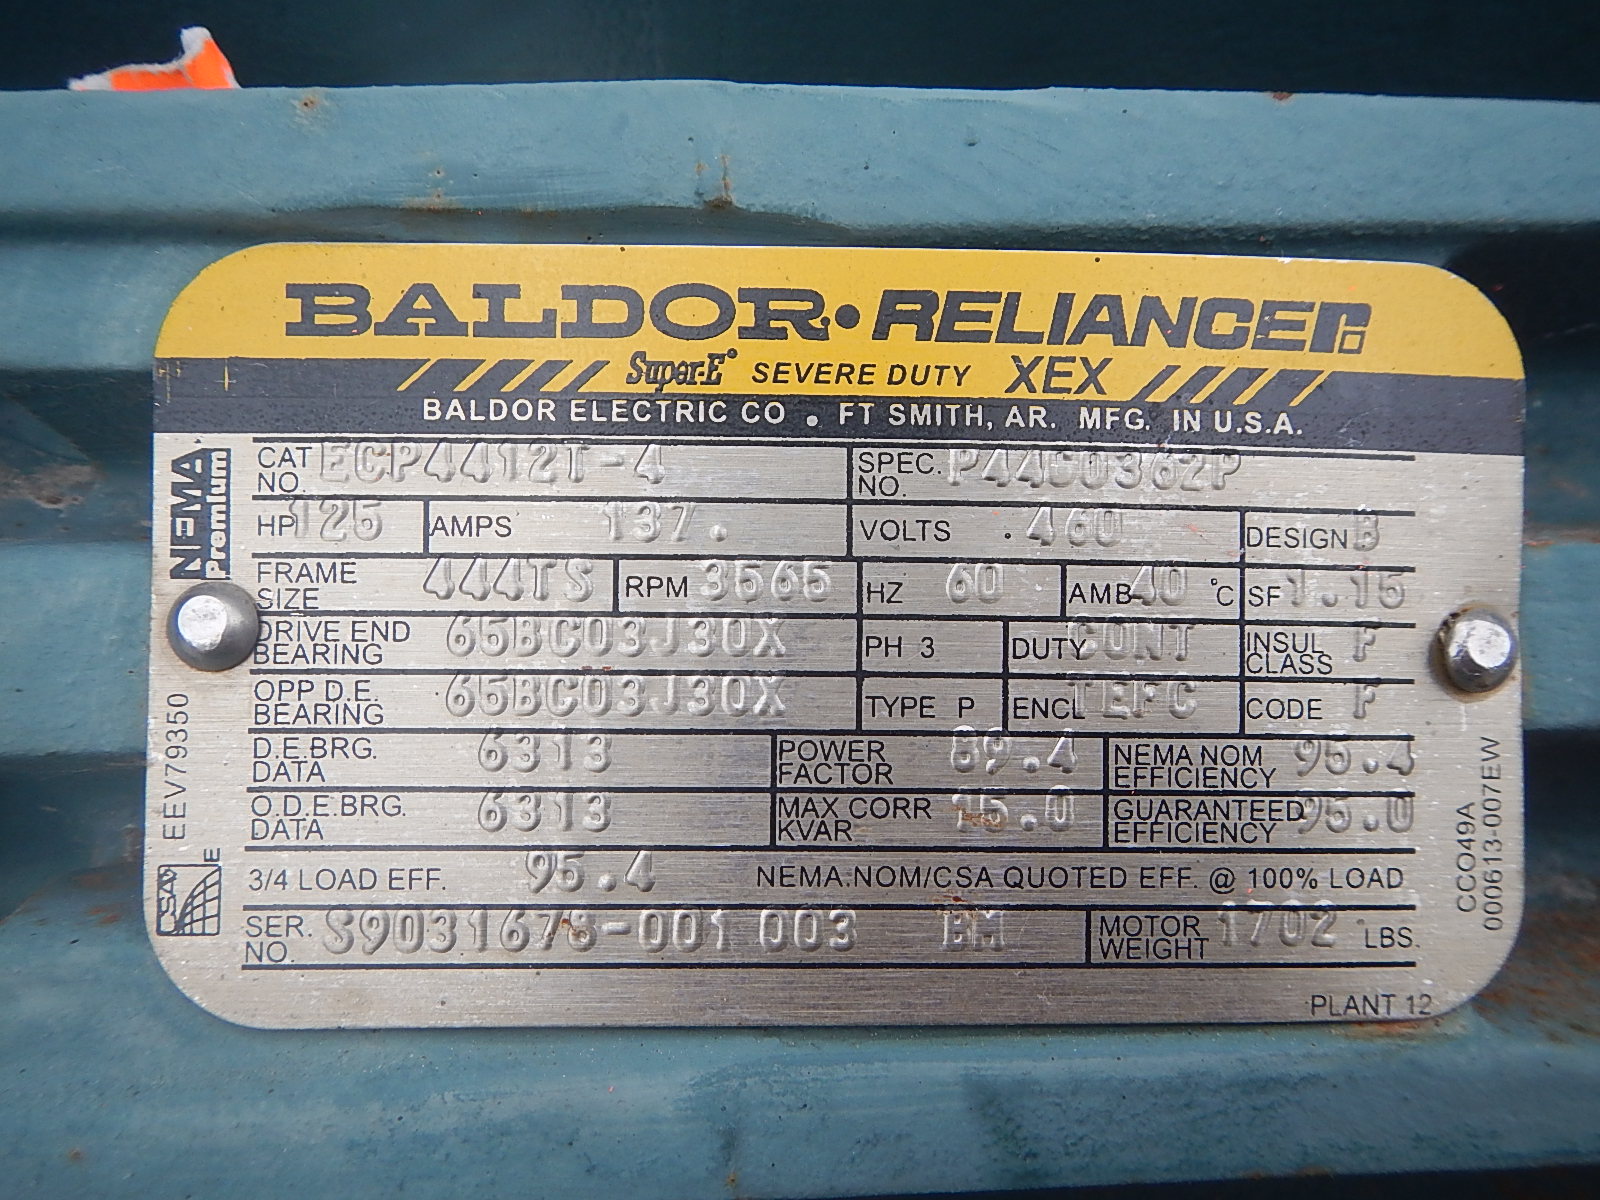 BALDOR • RELIANCER
Super-E® SEVERE DUTY XEX
BALDOR ELECTRIC CO . FT SMITH, AR. MFG. IN U.S.A.
NEMA
Premium
CAT NO. ECP4412T-4 SPEC. NO. P44G0362P
HP 125 AMPS 137. VOLTS 460 DESIGN B
FRAME SIZE 444TS RPM 3565 HZ 60 AMB 40 °C SF 1.15
DRIVE END BEARING 65BC03J30X PH 3 DUTY CONT INSUL CLASS F
OPP D.E. BEARING 65BC03J30X TYPE P ENCL TEFC CODE F
D.E.BRG. DATA 6313 POWER FACTOR 89.4 NEMA NOM EFFICIENCY 95.4
O.D.E.BRG. DATA 6313 MAX CORR KVAR 15.0 GUARANTEED EFFICIENCY 95.0
3/4 LOAD EFF. 95.4 NEMA.NOM/CSA QUOTED EFF. @ 100% LOAD
SER. NO. S9031678-001 003 BM MOTOR WEIGHT 1702 LBS.
PLANT 12
EEV79350
CSA E
CCO49A
000613-007EW